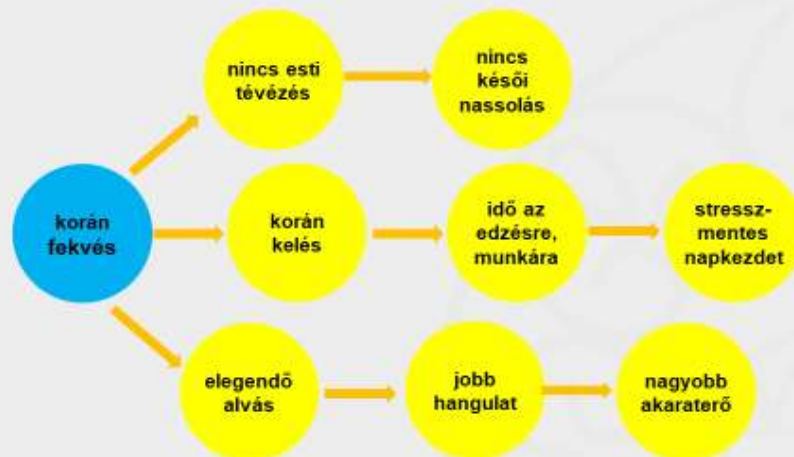 nincs esti
tévézés
nincs
késői
nassolás
korán
fekvés
korán
kelés
idő az
edzésre,
munkára
stressz-
mentes
napkezdet
elegendő
alvás
jobb
hangulat
nagyobb
akaraterő